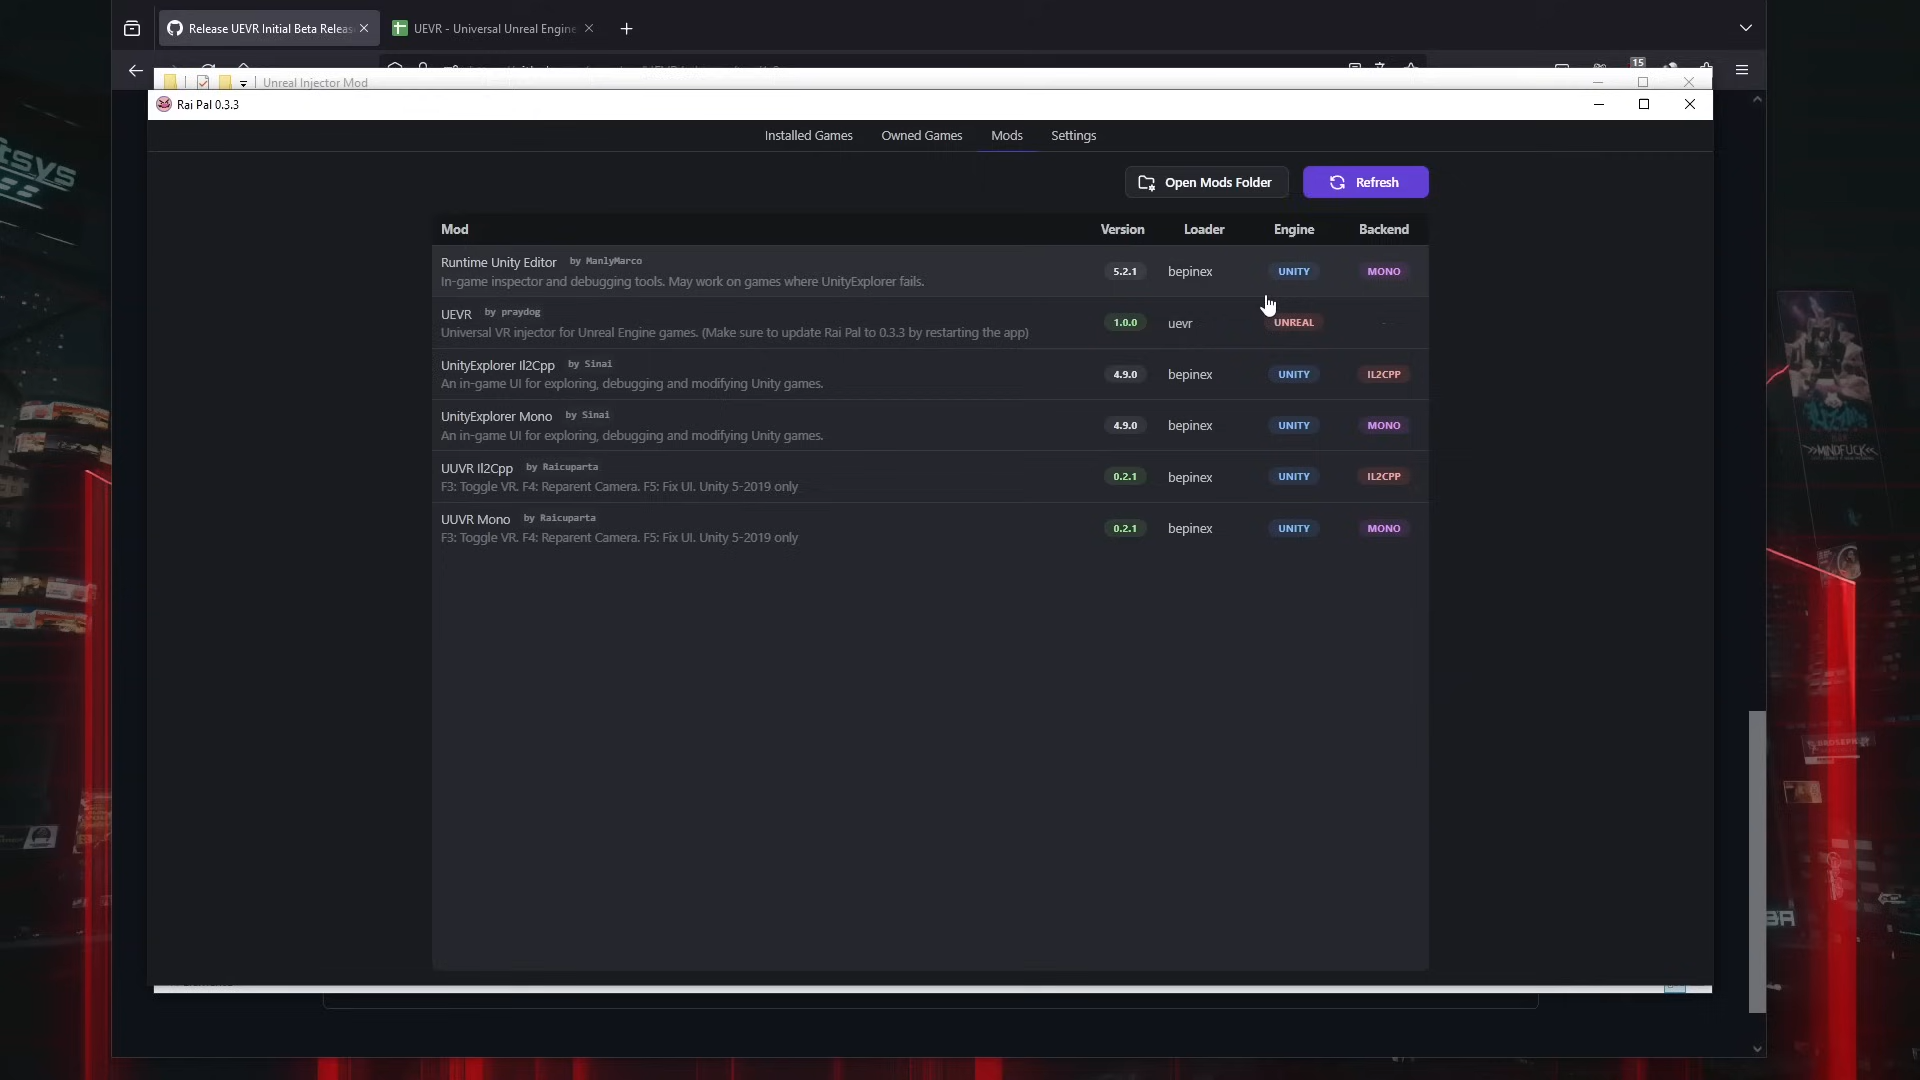 Release UEVR Initial Beta Releas
UEVR - Universal Unreal Engine
15
Unreal Injector Mod
Rai Pal 0.3.3
Installed Games
Owned Games
Mods
Settings
Open Mods Folder
Refresh
Mod
Version
Loader
Engine
Backend
Runtime Unity Editor by ManlyMarco
In-game inspector and debugging tools. May work on games where UnityExplorer fails.
5.2.1
bepinex
UNITY
MONO
UEVR by praydog
Universal VR injector for Unreal Engine games. (Make sure to update Rai Pal to 0.3.3 by restarting the app)
1.0.0
uevr
UNREAL
-
UnityExplorer Il2Cpp by Sinai
An in-game UI for exploring, debugging and modifying Unity games.
4.9.0
bepinex
UNITY
IL2CPP
UnityExplorer Mono by Sinai
An in-game UI for exploring, debugging and modifying Unity games.
4.9.0
bepinex
UNITY
MONO
UUVR Il2Cpp by Raicuparta
F3: Toggle VR. F4: Reparent Camera. F5: Fix UI. Unity 5-2019 only
0.2.1
bepinex
UNITY
IL2CPP
UUVR Mono by Raicuparta
F3: Toggle VR. F4: Reparent Camera. F5: Fix UI. Unity 5-2019 only
0.2.1
bepinex
UNITY
MONO
tsys
»MINDFUCK«